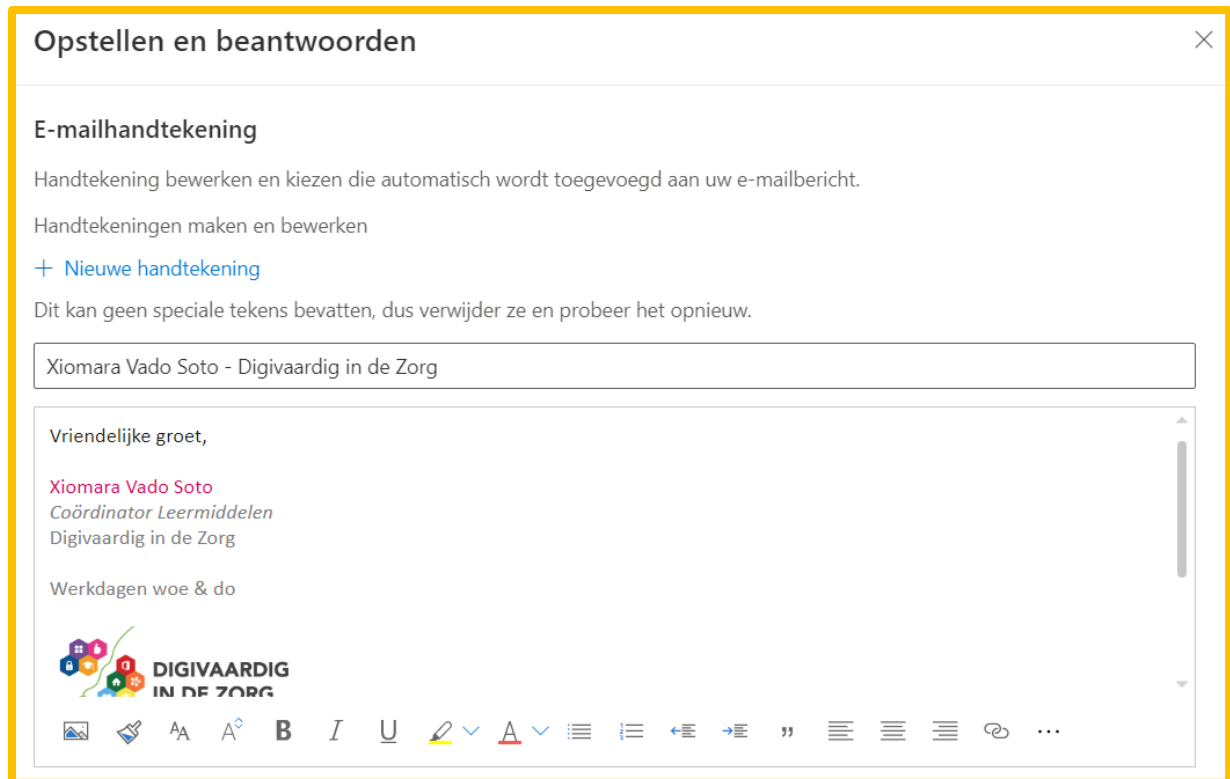 Opstellen en beantwoorden
E-mailhandtekening
Handtekening bewerken en kiezen die automatisch wordt toegevoegd aan uw e-mailbericht.
Handtekeningen maken en bewerken
+ Nieuwe handtekening
Dit kan geen speciale tekens bevatten, dus verwijder ze en probeer het opnieuw.
Xiomara Vado Soto - Digivaardig in de Zorg
Vriendelijke groet,
Xiomara Vado Soto
Coördinator Leermiddelen
Digivaardig in de Zorg
Werkdagen woe & do
DIGIVAARDIG
IN DE ZORG